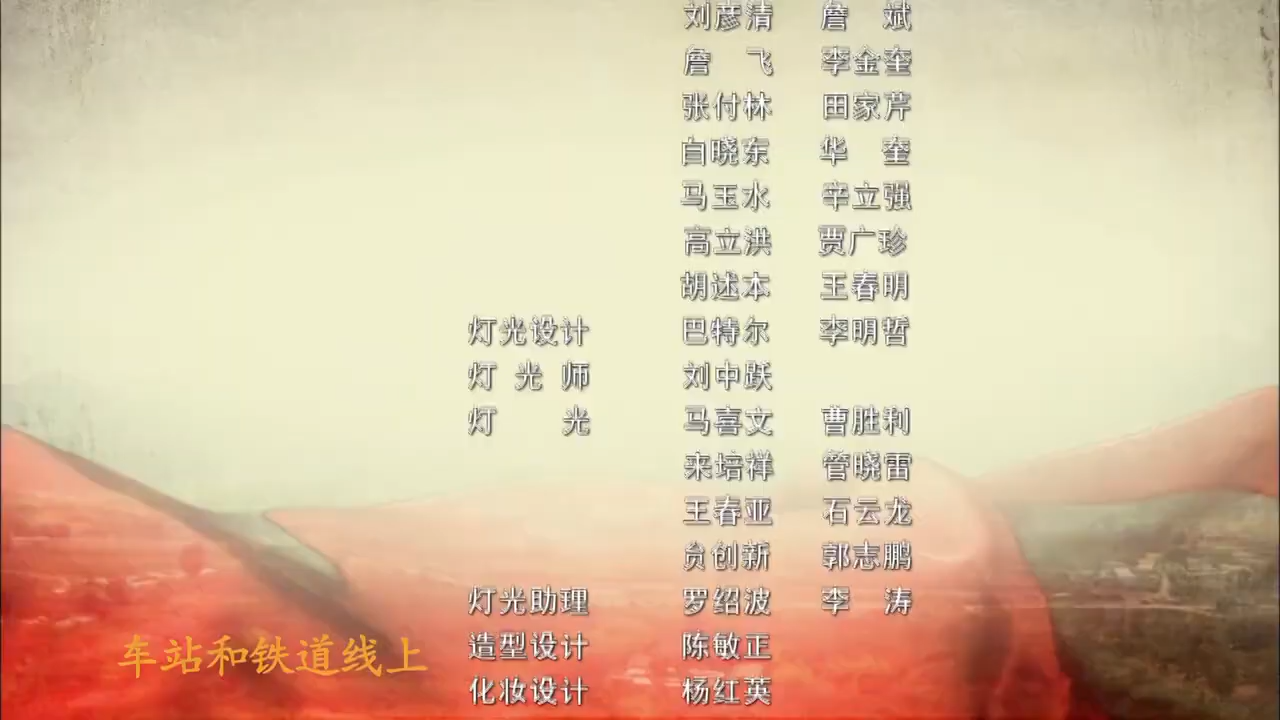 刘彦清 詹 斌
詹 飞 李金奎
张付林 田家芹
白晓东 华 奎
马玉水 辛立强
高立洪 贾广珍
胡述本 王春明
灯光设计 巴特尔 李明哲
灯 光 师 刘中跃
灯 光 马喜文 曹胜利
来培祥 管晓雷
王春亚 石云龙
贠创新 郭志鹏
灯光助理 罗绍波 李 涛
造型设计 陈敏正
化妆设计 杨红英
车站和铁道线上